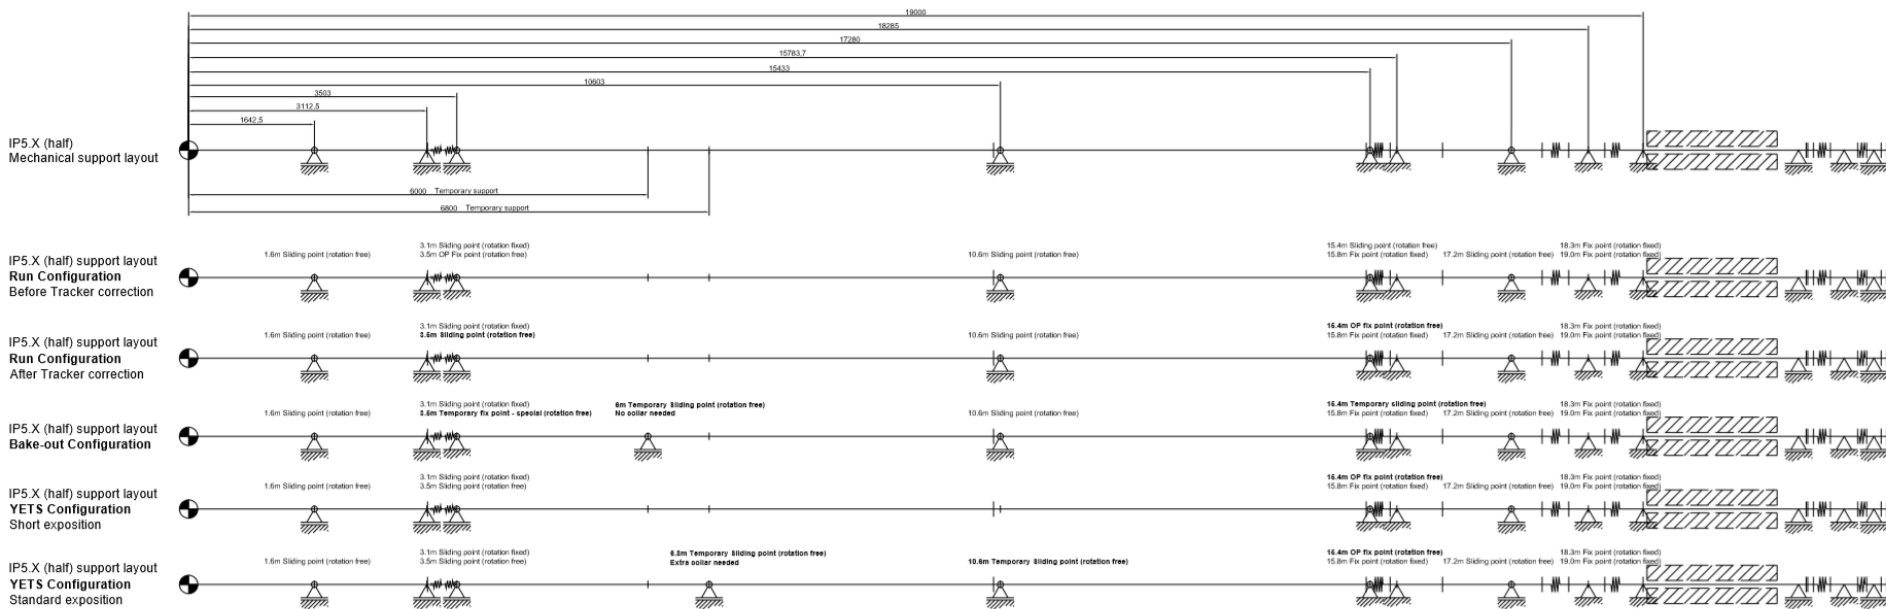 19000
18285
17280
15783,7
15433
10603
3503
3112,5
1642,5
IP5.X (half)
Mechanical support layout
6000 Temporary support
6800 Temporary support
IP5.X (half) support layout
Run Configuration
Before Tracker correction
1.6m Sliding point (rotation free)
3.1m Sliding point (rotation fixed)
3.5m OP Fix point (rotation free)
10.6m Sliding point (rotation free)
15.4m Sliding point (rotation free)
15.8m Fix point (rotation fixed)
17.2m Sliding point (rotation free)
18.3m Fix point (rotation fixed)
19.0m Fix point (rotation fixed)
IP5.X (half) support layout
Run Configuration
After Tracker correction
1.6m Sliding point (rotation free)
3.1m Sliding point (rotation fixed)
3.5m Sliding point (rotation free)
10.6m Sliding point (rotation free)
15.4m OP fix point (rotation free)
15.8m Fix point (rotation fixed)
17.2m Sliding point (rotation free)
18.3m Fix point (rotation fixed)
19.0m Fix point (rotation fixed)
IP5.X (half) support layout
Bake-out Configuration
1.6m Sliding point (rotation free)
3.1m Sliding point (rotation fixed)
3.5m Temporary fix point - special (rotation free)
6m Temporary Sliding point (rotation free)
No collar needed
10.6m Sliding point (rotation free)
15.4m Temporary sliding point (rotation free)
15.8m Fix point (rotation fixed)
17.2m Sliding point (rotation free)
18.3m Fix point (rotation fixed)
19.0m Fix point (rotation fixed)
IP5.X (half) support layout
YETS Configuration
Short exposition
1.6m Sliding point (rotation free)
3.1m Sliding point (rotation fixed)
3.5m Sliding point (rotation free)
15.4m OP fix point (rotation free)
15.8m Fix point (rotation fixed)
17.2m Sliding point (rotation free)
18.3m Fix point (rotation fixed)
19.0m Fix point (rotation fixed)
IP5.X (half) support layout
YETS Configuration
Standard exposition
1.6m Sliding point (rotation free)
3.1m Sliding point (rotation fixed)
3.5m Sliding point (rotation free)
Temporary Sliding point (rotation free)
Extra collar needed
10.6m Temporary Sliding point (rotation free)
15.4m OP fix point (rotation free)
15.8m Fix point (rotation fixed)
17.2m Sliding point (rotation free)
18.3m Fix point (rotation fixed)
19.0m Fix point (rotation fixed)